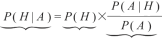 P(H|A) = P(H) × P(A|H) / P(A)